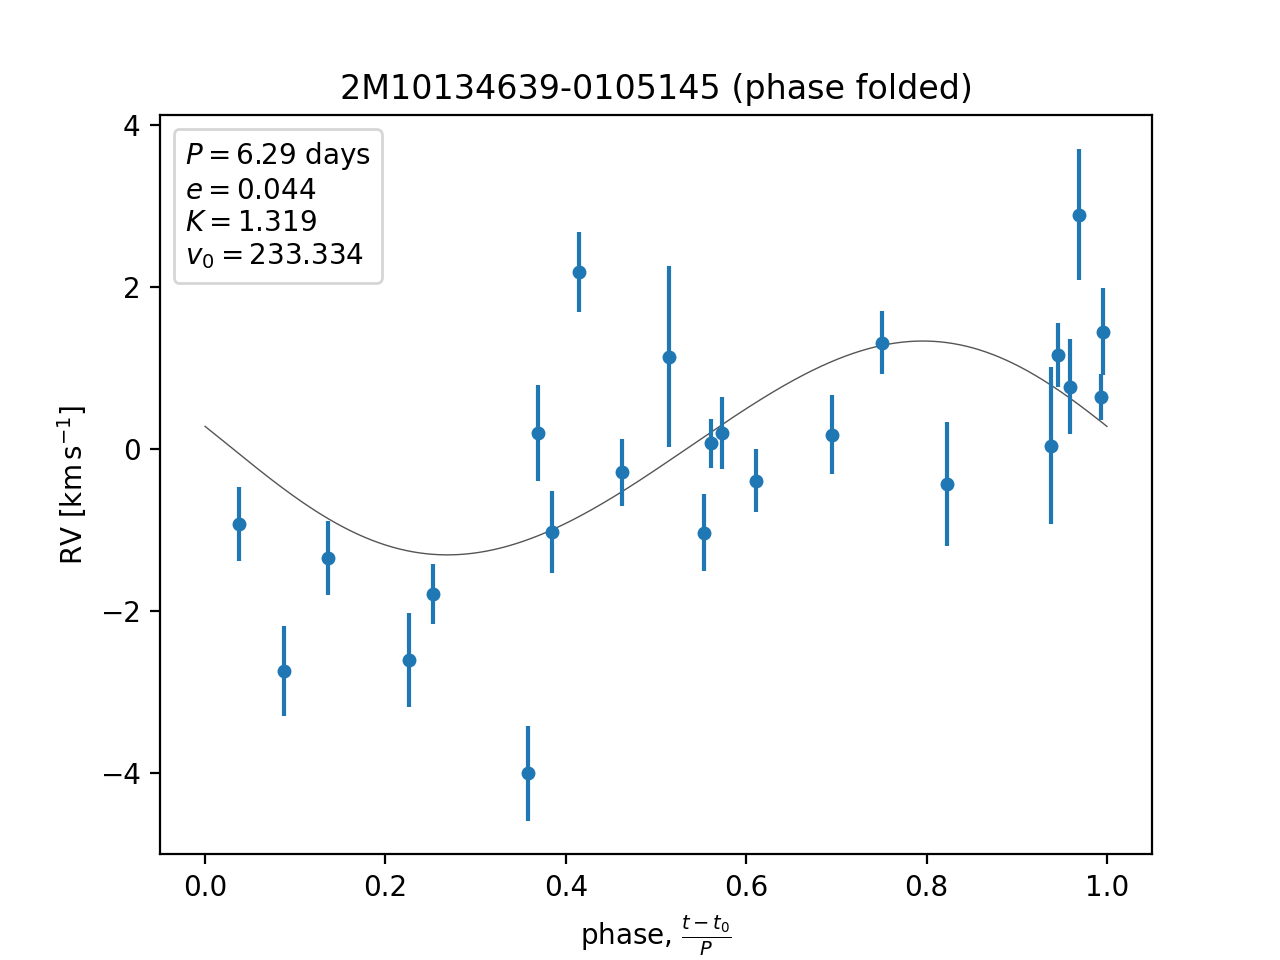 2M10134639-0105145 (phase folded)
P = 6.29 days
e = 0.044
K = 1.319
v₀ = 233.334
4
2
0
−2
−4
RV [km s⁻¹]
0.0 0.2 0.4 0.6 0.8 1.0
phase, (t − t₀)/P